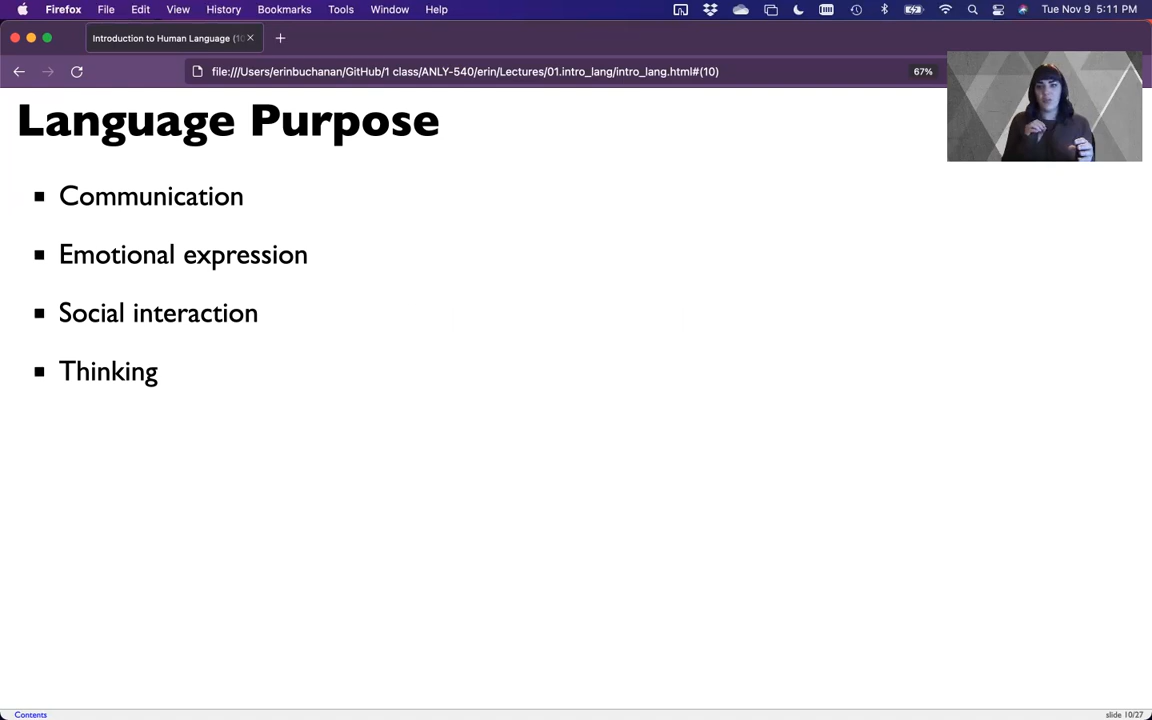 Firefox File Edit View History Bookmarks Tools Window Help Tue Nov 9 5:11 PM
Introduction to Human Language (10
file:///Users/erinbuchanan/GitHub/1 class/ANLY-540/erin/Lectures/01.intro_lang/intro_lang.html#(10) 67%
Language Purpose
Communication
Emotional expression
Social interaction
Thinking
Contents slide 10/27